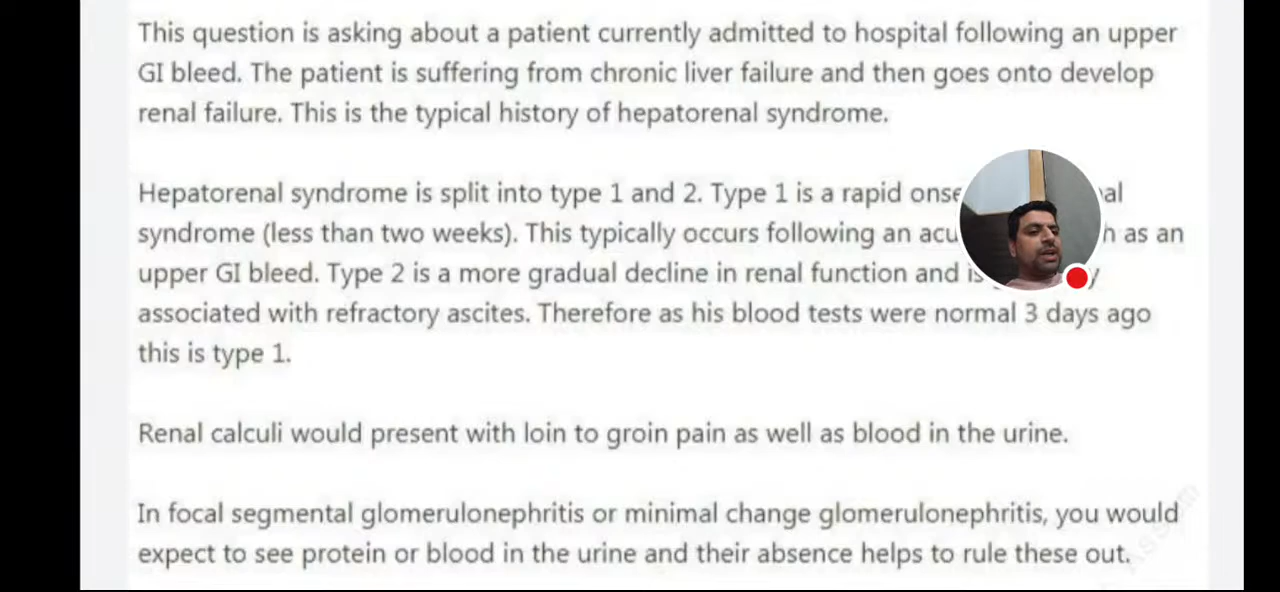 This question is asking about a patient currently admitted to hospital following an upper
GI bleed. The patient is suffering from chronic liver failure and then goes onto develop
renal failure. This is the typical history of hepatorenal syndrome.
Hepatorenal syndrome is split into type 1 and 2. Type 1 is a rapid
syndrome (less than two weeks). This typically occurs following an as an
upper GI bleed. Type 2 is a more gradual decline in renal function and
associated with refractory ascites. Therefore as his blood tests were normal 3 days ago
this is type 1.
Renal calculi would present with loin to groin pain as well as blood in the urine.
In focal segmental glomerulonephritis or minimal change glomerulonephritis, you would
expect to see protein or blood in the urine and their absence helps to rule these out.